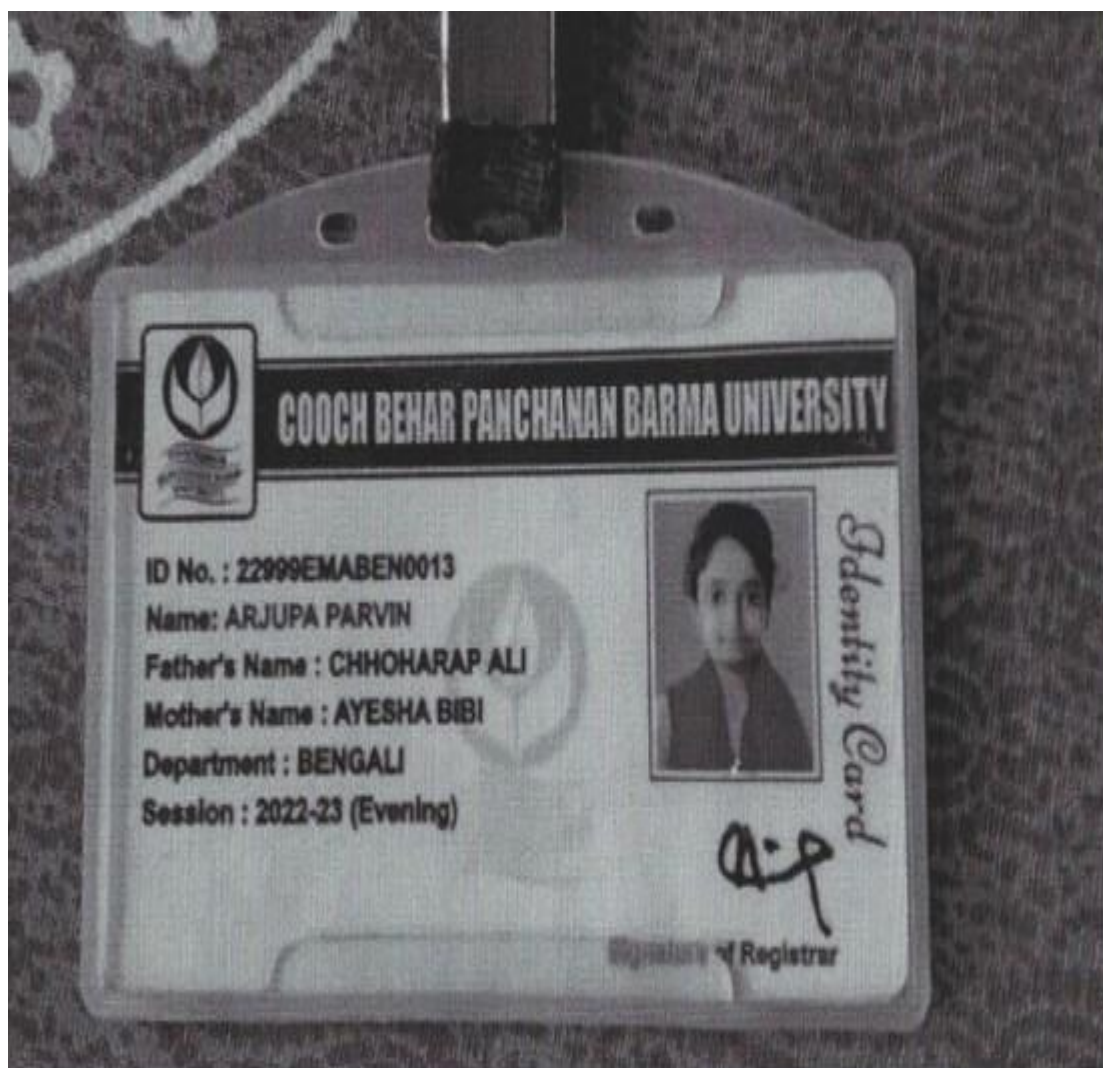 COOCH BEHAR PANCHANAN BARMA UNIVERSITY
ID No. : 22999EMABEN0013
Name: ARJUPA PARVIN
Father's Name : CHHOHARAP ALI
Mother's Name : AYESHA BIBI
Department : BENGALI
Session : 2022-23 (Evening)
Identity Card
Signature of Registrar